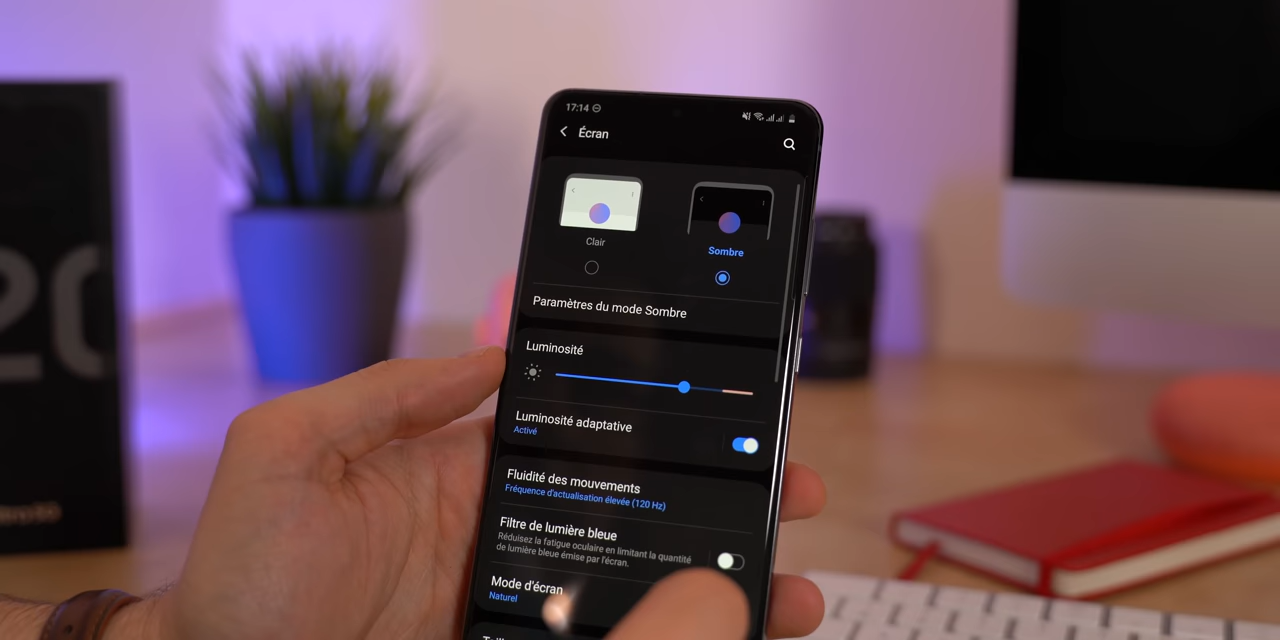 20
17:14
Écran
Clair
Sombre
Paramètres du mode Sombre
Luminosité
Luminosité adaptative
Activé
Fluidité des mouvements
Fréquence d'actualisation élevée (120 Hz)
Filtre de lumière bleue
Réduisez la fatigue oculaire en limitant la quantité
de lumière bleue émise par l'écran.
Mode d'écran
Naturel